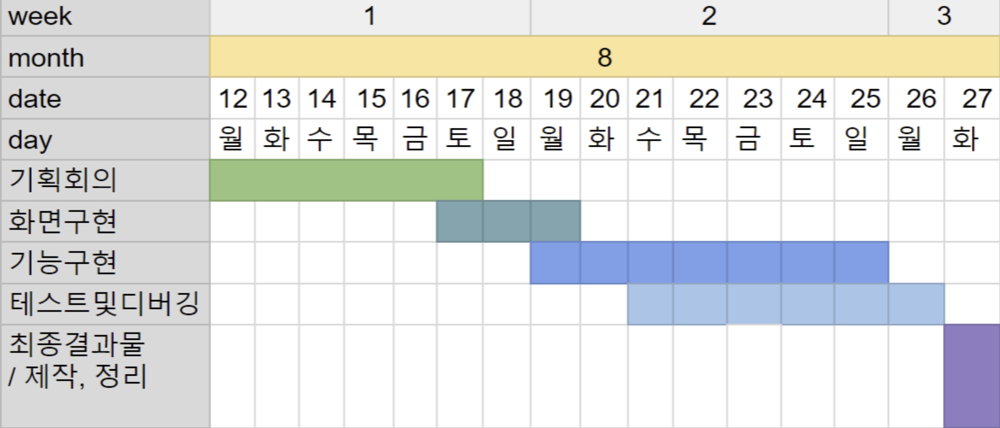 week 1 2 3
month 8
date 12 13 14 15 16 17 18 19 20 21 22 23 24 25 26 27
day 월 화 수 목 금 토 일 월 화 수 목 금 토 일 월 화
기획회의
화면구현
기능구현
테스트및디버깅
최종결과물
/ 제작, 정리